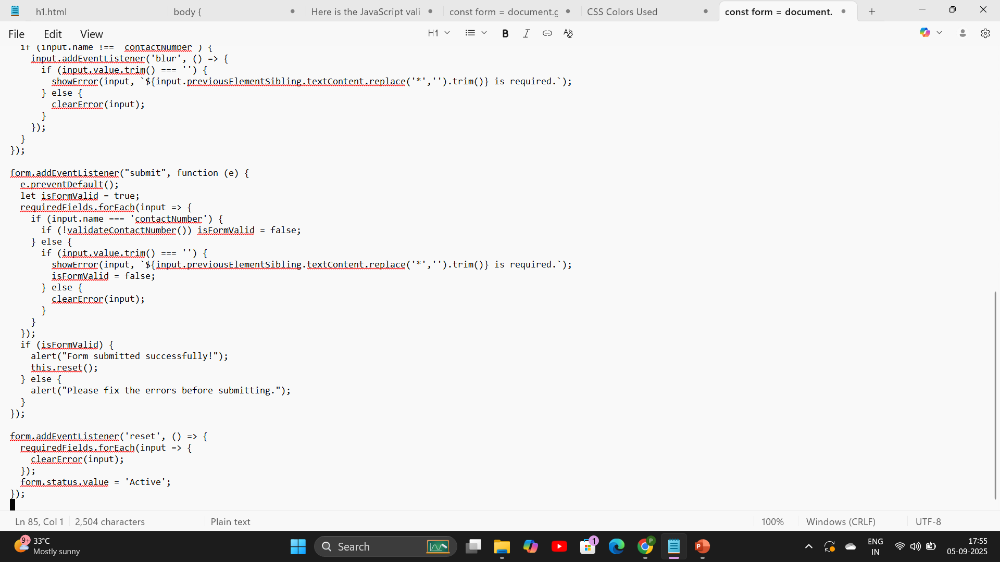 h1.html
body {
Here is the JavaScript vali
const form = document.g
CSS Colors Used
const form = document.
File Edit View
H1
B I
if (input.name !== 'contactNumber') {
input.addEventListener('blur', () => {
if (input.value.trim() === '') {
showError(input, `${input.previousElementSibling.textContent.replace('*','').trim()} is required.`);
} else {
clearError(input);
}
});
}
});
form.addEventListener("submit", function (e) {
e.preventDefault();
let isFormValid = true;
requiredFields.forEach(input => {
if (input.name === 'contactNumber') {
if (!validateContactNumber()) isFormValid = false;
} else {
if (input.value.trim() === '') {
showError(input, `${input.previousElementSibling.textContent.replace('*','').trim()} is required.`);
isFormValid = false;
} else {
clearError(input);
}
}
});
if (isFormValid) {
alert("Form submitted successfully!");
this.reset();
} else {
alert("Please fix the errors before submitting.");
}
});
form.addEventListener('reset', () => {
requiredFields.forEach(input => {
clearError(input);
});
form.status.value = 'Active';
});
Ln 85, Col 1 2,504 characters Plain text 100% Windows (CRLF) UTF-8
9+
33°C
Mostly sunny
Search
1
P
P
ENG
IN
17:55
05-09-2025